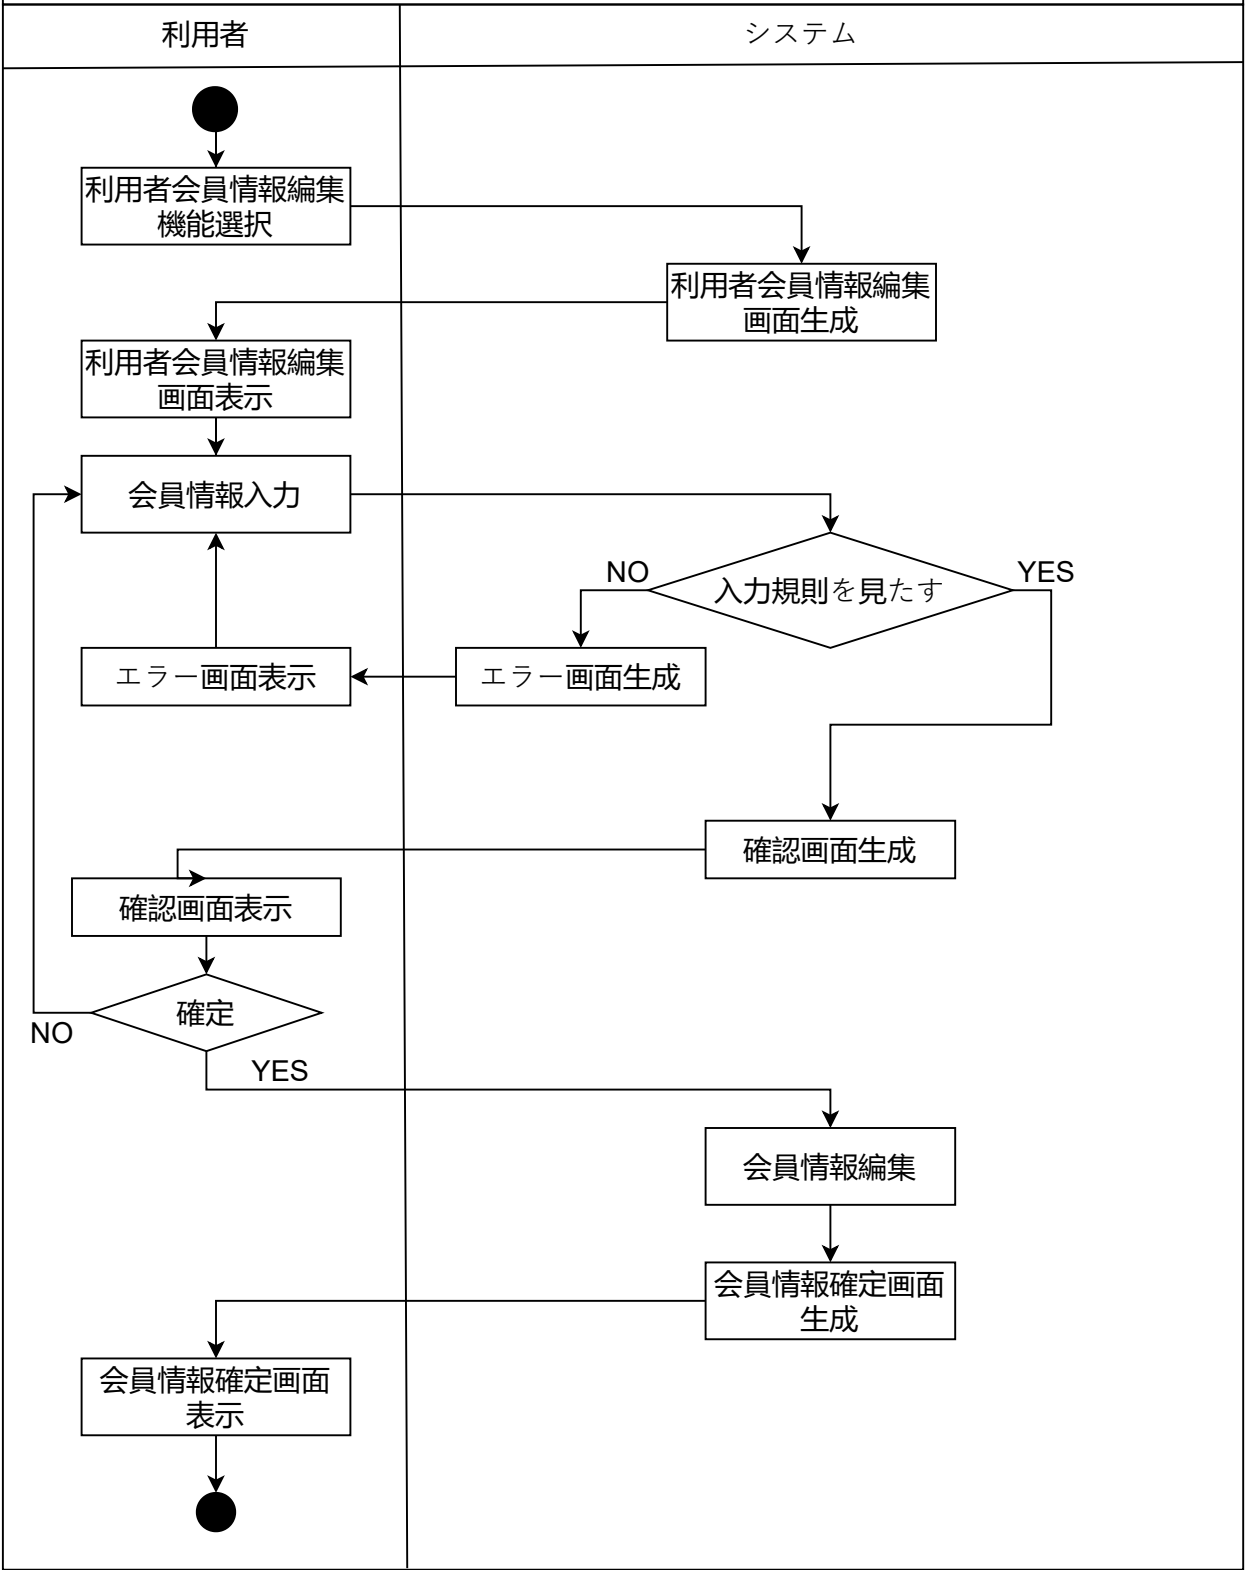 利用者
システム
利用者会員情報編集
機能選択
利用者会員情報編集
画面生成
利用者会員情報編集
画面表示
会員情報入力
NO
入力規則を見たす
YES
エラー画面表示
エラー画面生成
確認画面生成
確認画面表示
確定
NO
YES
会員情報編集
会員情報確定画面
生成
会員情報確定画面
表示